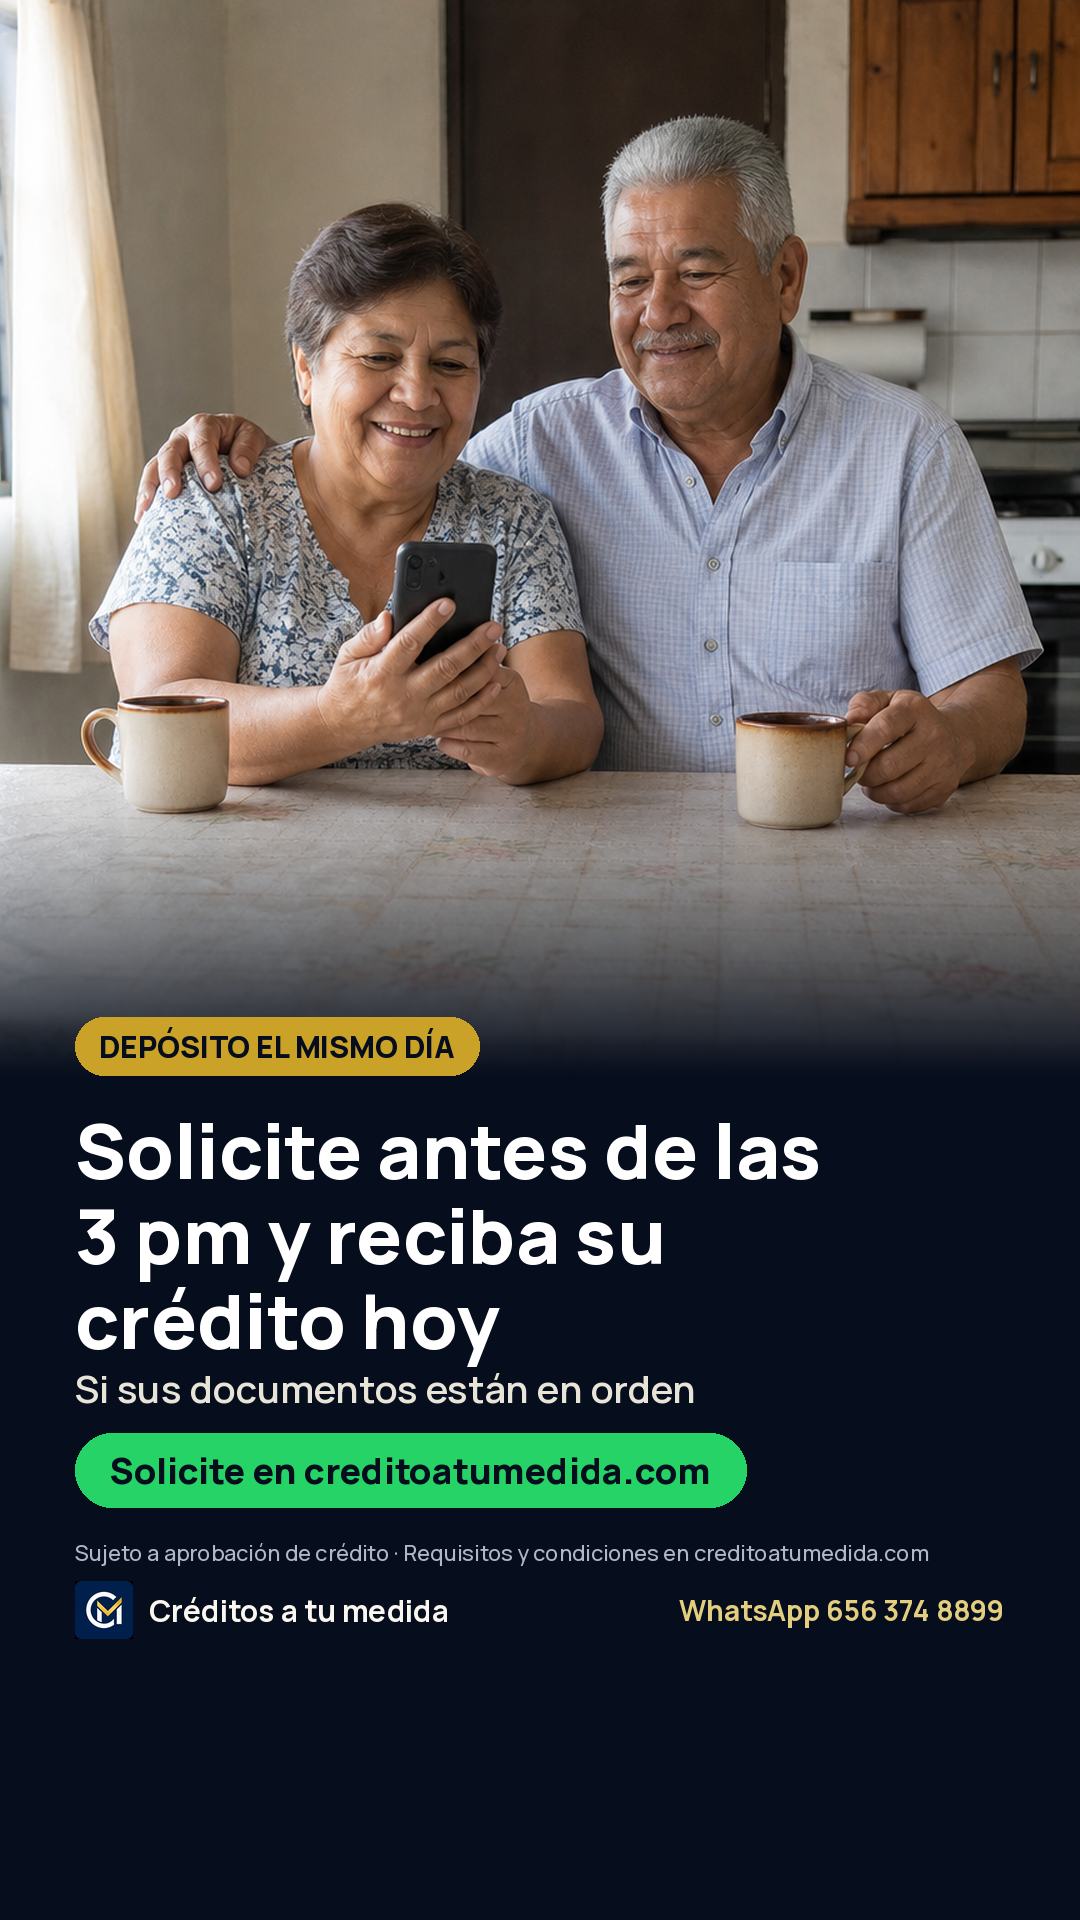 DEPÓSITO EL MISMO DÍA
Solicite antes de las
3 pm y reciba su
crédito hoy
Si sus documentos están en orden
Solicite en creditoatumedida.com
Sujeto a aprobación de crédito · Requisitos y condiciones en creditoatumedida.com
Créditos a tu medida
WhatsApp 656 374 8899